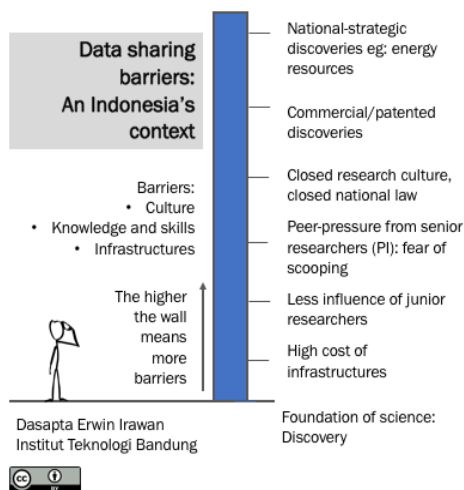 Data sharing
barriers:
An Indonesia's
context
Barriers:
• Culture
• Knowledge and skills
• Infrastructures
The higher
the wall
means
more
barriers
National-strategic
discoveries eg: energy
resources
Commercial/patented
discoveries
Closed research culture,
closed national law
Peer-pressure from senior
researchers (PI): fear of
scooping
Less influence of junior
researchers
High cost of
infrastructures
Foundation of science:
Discovery
Dasapta Erwin Irawan
Institut Teknologi Bandung
cc
BY